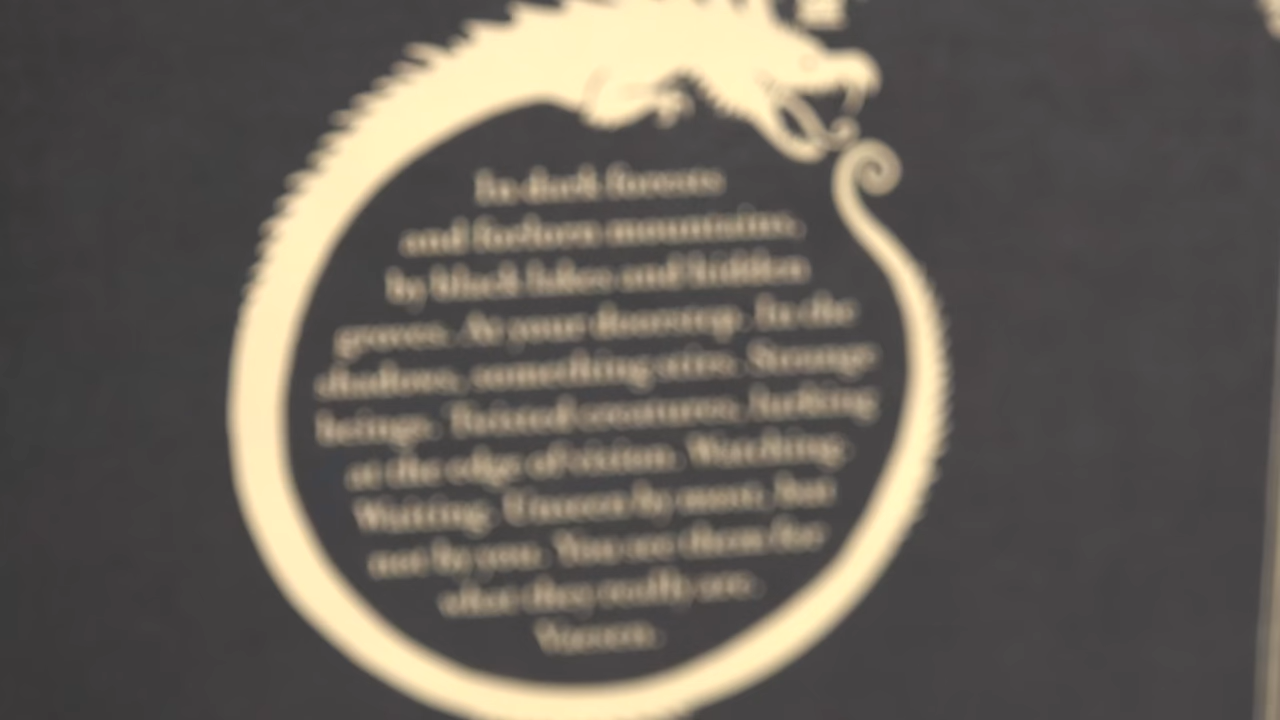 In dark forests
and forlorn mountains,
by black lakes and hidden
groves. At your doorstep. In the
shadows, something stirs. Strange
beings. Twisted creatures, lurking
at the edge of vision. Watching.
Waiting. Unseen by most, but
not by you. You see them for
what they really are.
Vaesen.